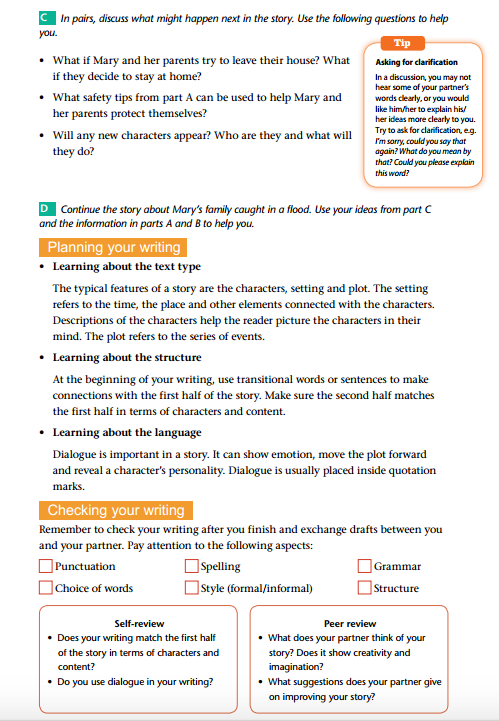 C In pairs, discuss what might happen next in the story. Use the following questions to help
you.
• What if Mary and her parents try to leave their house? What
if they decide to stay at home?
• What safety tips from part A can be used to help Mary and
her parents protect themselves?
• Will any new characters appear? Who are they and what will
they do?
Tip
Asking for clarification
In a discussion, you may not
hear some of your partner's
words clearly, or you would
like him/her to explain his/
her ideas more clearly to you.
Try to ask for clarification, e.g.
I'm sorry, could you say that
again? What do you mean by
that? Could you please explain
this word?
D Continue the story about Mary's family caught in a flood. Use your ideas from part C
and the information in parts A and B to help you.
Planning your writing
• Learning about the text type
The typical features of a story are the characters, setting and plot. The setting
refers to the time, the place and other elements connected with the characters.
Descriptions of the characters help the reader picture the characters in their
mind. The plot refers to the series of events.
• Learning about the structure
At the beginning of your writing, use transitional words or sentences to make
connections with the first half of the story. Make sure the second half matches
the first half in terms of characters and content.
• Learning about the language
Dialogue is important in a story. It can show emotion, move the plot forward
and reveal a character's personality. Dialogue is usually placed inside quotation
marks.
Checking your writing
Remember to check your writing after you finish and exchange drafts between you
and your partner. Pay attention to the following aspects:
Punctuation Spelling Grammar
Choice of words Style (formal/informal) Structure
Self-review
• Does your writing match the first half
of the story in terms of characters and
content?
• Do you use dialogue in your writing?
Peer review
• What does your partner think of your
story? Does it show creativity and
imagination?
• What suggestions does your partner give
on improving your story?